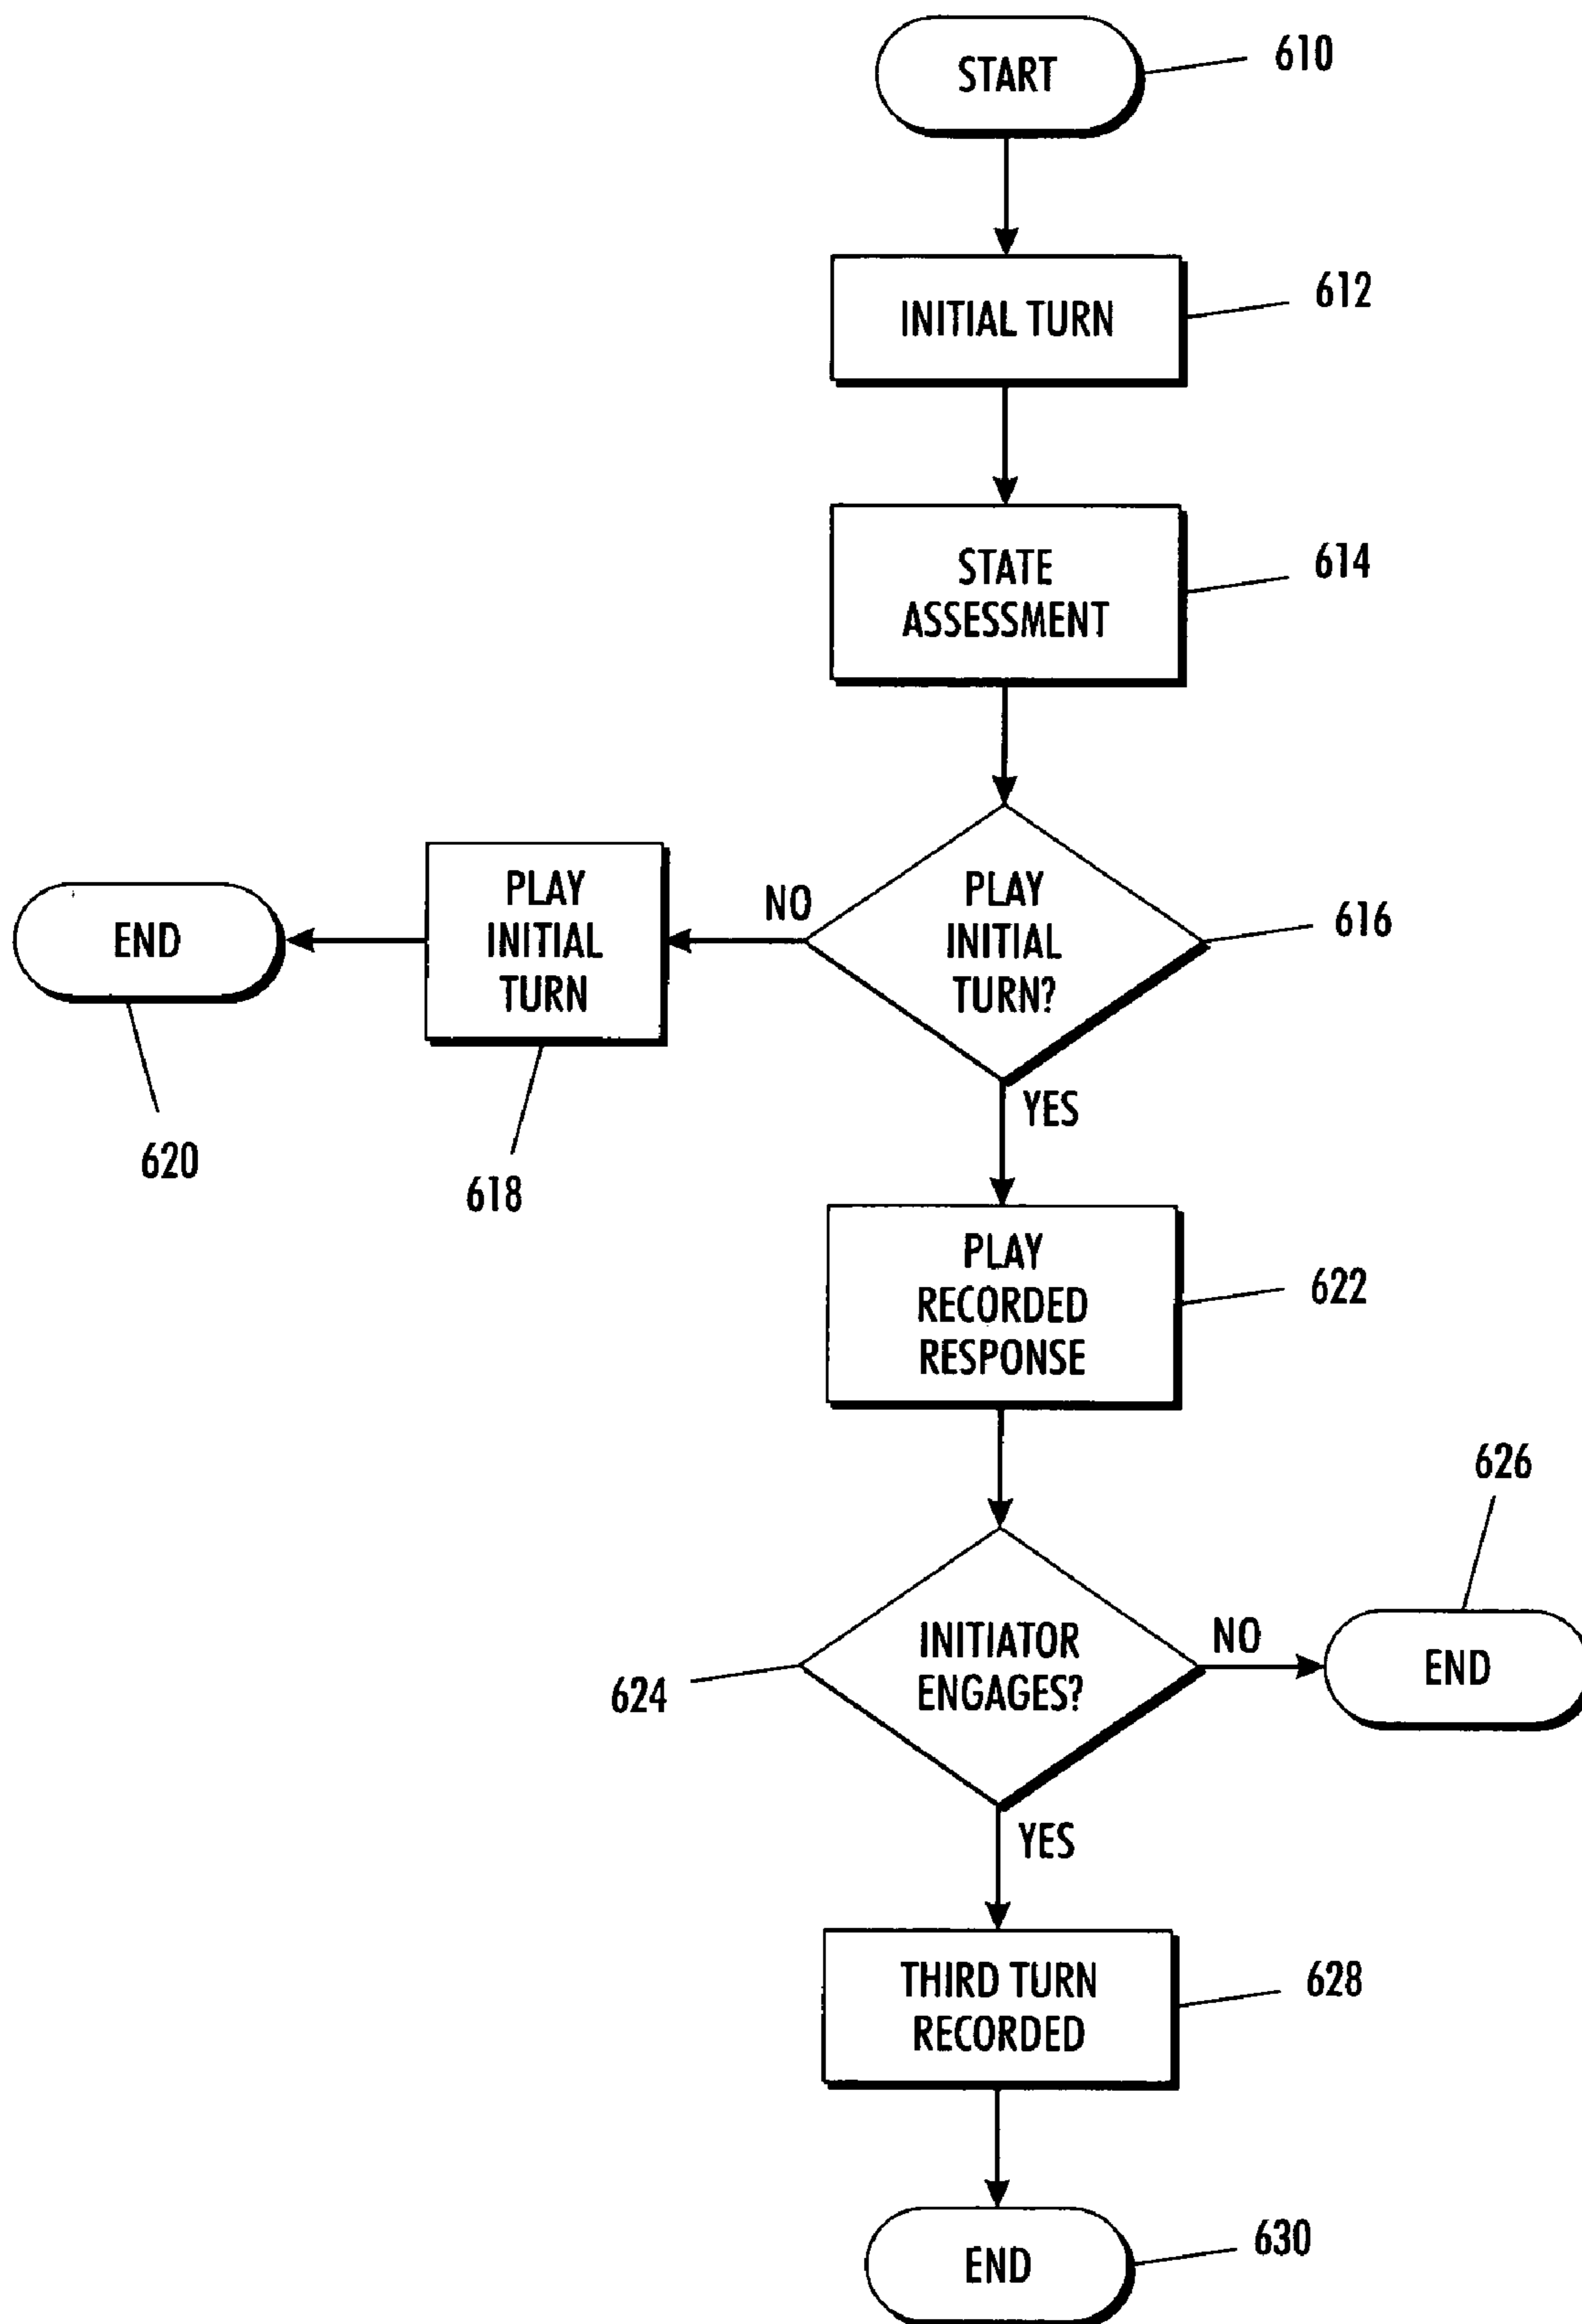 START
610
INITIAL TURN
612
STATE
ASSESSMENT
614
PLAY
INITIAL
TURN?
616
NO
PLAY
INITIAL
TURN
618
END
620
YES
PLAY
RECORDED
RESPONSE
622
INITIATOR
ENGAGES?
624
NO
END
626
YES
THIRD TURN
RECORDED
628
END
630